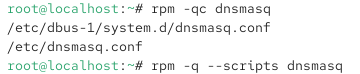 root@localhost:~# rpm -qc dnsmasq
/etc/dbus-1/system.d/dnsmasq.conf
/etc/dnsmasq.conf
root@localhost:~# rpm -q --scripts dnsmasq